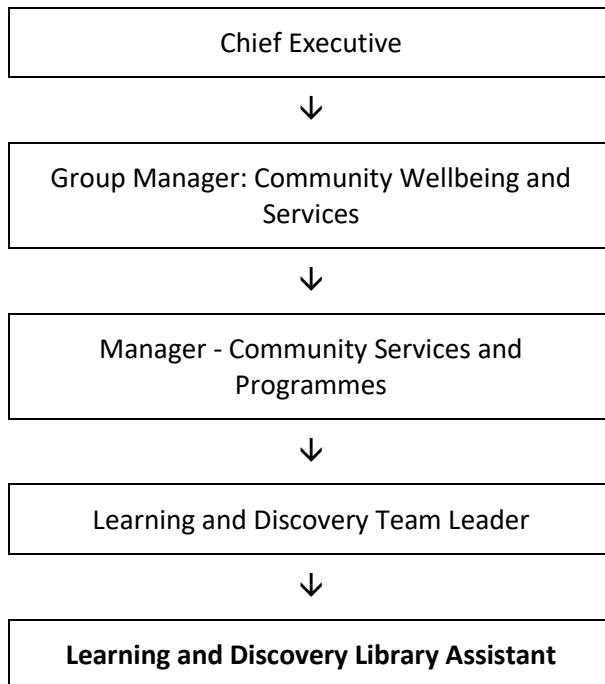 Chief Executive
↓
Group Manager: Community Wellbeing and
Services
↓
Manager - Community Services and
Programmes
↓
Learning and Discovery Team Leader
↓
Learning and Discovery Library Assistant